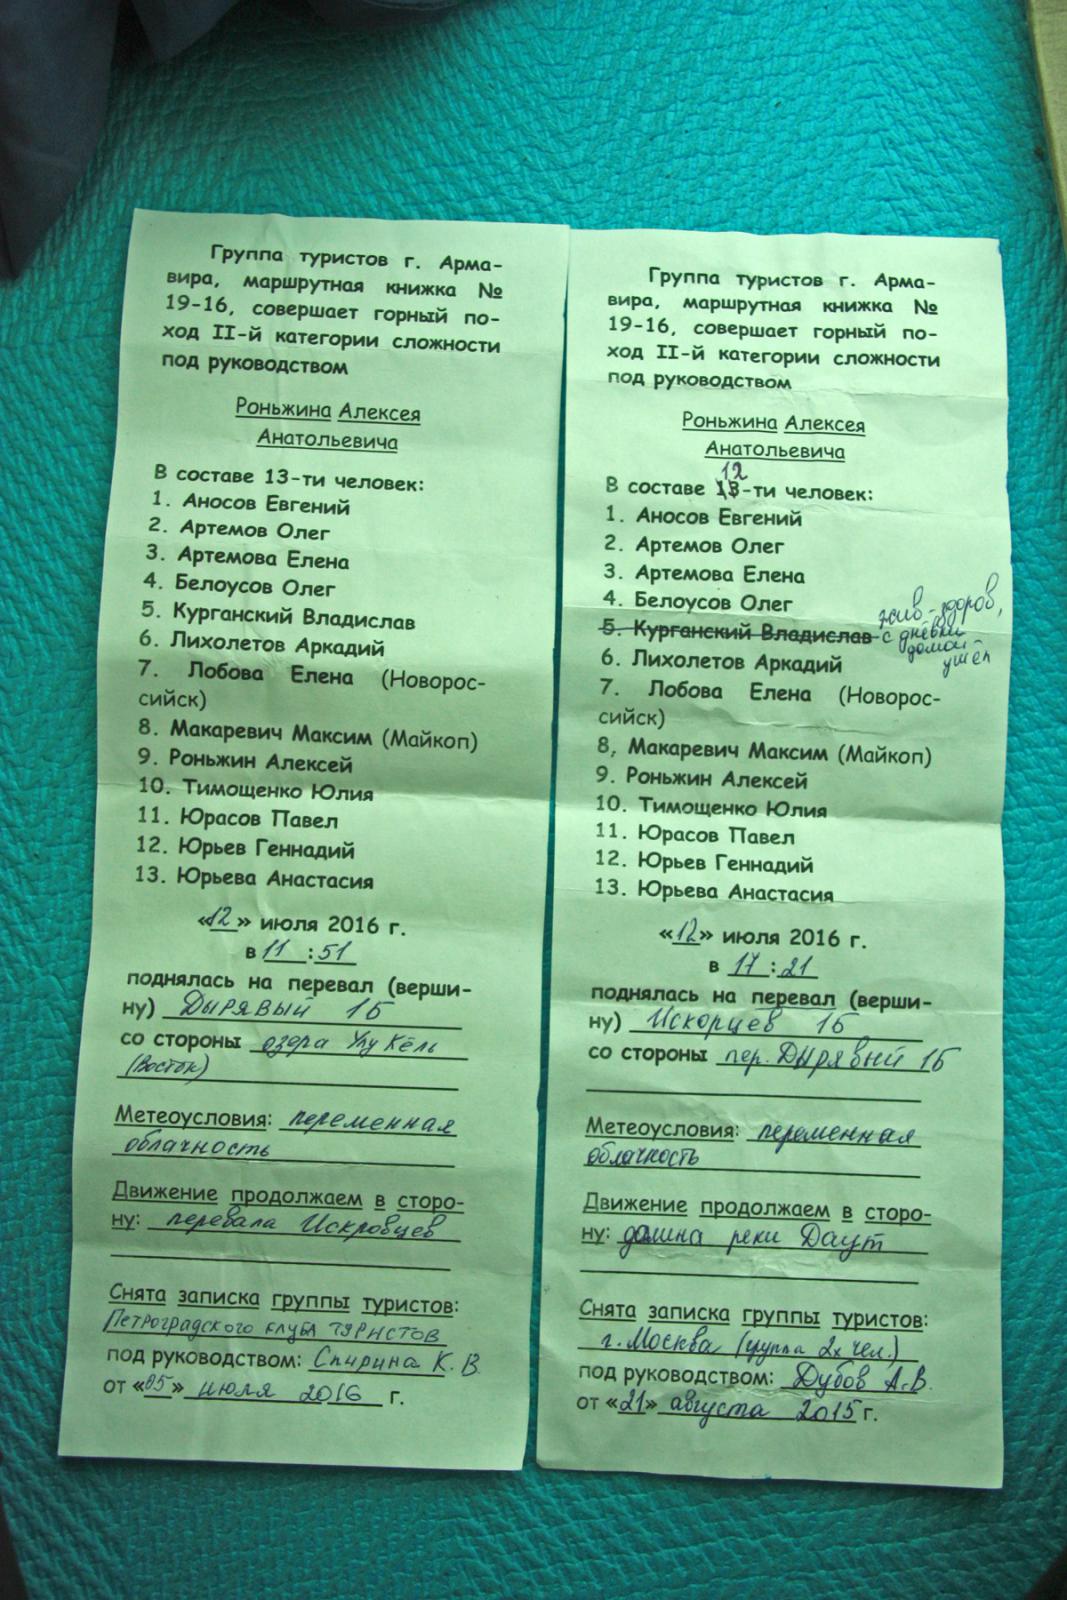 Группа туристов г. Арма-
вира, маршрутная книжка №
19-16, совершает горный по-
ход II-й категории сложности
под руководством
Роньжина Алексея
Анатольевича
В составе 13-ти человек:
1. Аносов Евгений
2. Артемов Олег
3. Артемова Елена
4. Белоусов Олег
5. Курганский Владислав
6. Лихолетов Аркадий
7. Лобова Елена (Новорос-
сийск)
8. Макаревич Максим (Майкоп)
9. Роньжин Алексей
10. Тимощенко Юлия
11. Юрасов Павел
12. Юрьев Геннадий
13. Юрьева Анастасия
«12» июля 2016 г.
в 11 : 51
поднялась на перевал (верши-
ну) Дырявый 1Б
со стороны озера Улу Кёль
(Восток)
Метеоусловия: переменная
облачность
Движение продолжаем в сторо-
ну: перевала Искровцев
Снята записка группы туристов:
Петроградского клуба туристов
под руководством: Спирина К. В.
от «05» июля 2016 г.
Группа туристов г. Арма-
вира, маршрутная книжка №
19-16, совершает горный по-
ход II-й категории сложности
под руководством
Роньжина Алексея
Анатольевича
12
В составе 13-ти человек:
1. Аносов Евгений
2. Артемов Олег
3. Артемова Елена
4. Белоусов Олег
5. Курганский Владислав
жив-здоров,
с днёвки
домой
ушёл
6. Лихолетов Аркадий
7. Лобова Елена (Новорос-
сийск)
8, Макаревич Максим (Майкоп)
9. Роньжин Алексей
10. Тимощенко Юлия
11. Юрасов Павел
12. Юрьев Геннадий
13. Юрьева Анастасия
«12» июля 2016 г.
в 17 : 21
поднялась на перевал (верши-
ну) Искорцев 1Б
со стороны пер. Дырявый 1Б
Метеоусловия: переменная
облачность
Движение продолжаем в сторо-
ну: долина реки Даут
Снята записка группы туристов:
г. Москва (группа 2х чел.)
под руководством: Дубов А.В.
от «21» августа 2015 г.